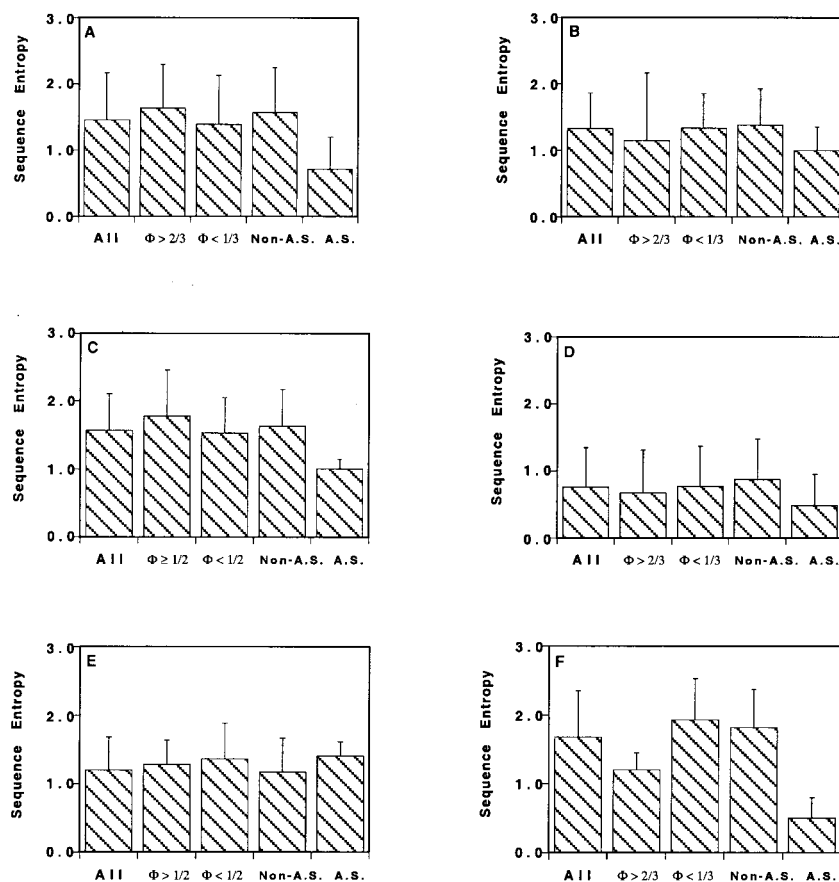 A
Sequence Entropy
3.0
2.0
1.0
0.0
All Φ > 2/3 Φ < 1/3 Non-A.S. A.S.
B
Sequence Entropy
3.0
2.0
1.0
0.0
All Φ > 2/3 Φ < 1/3 Non-A.S. A.S.
C
Sequence Entropy
3.0
2.0
1.0
0.0
All Φ ≥ 1/2 Φ < 1/2 Non-A.S. A.S.
D
Sequence Entropy
3.0
2.0
1.0
0.0
All Φ > 2/3 Φ < 1/3 Non-A.S. A.S.
E
Sequence Entropy
3.0
2.0
1.0
0.0
All Φ > 1/2 Φ < 1/2 Non-A.S. A.S.
F
Sequence Entropy
3.0
2.0
1.0
0.0
All Φ > 2/3 Φ < 1/3 Non-A.S. A.S.